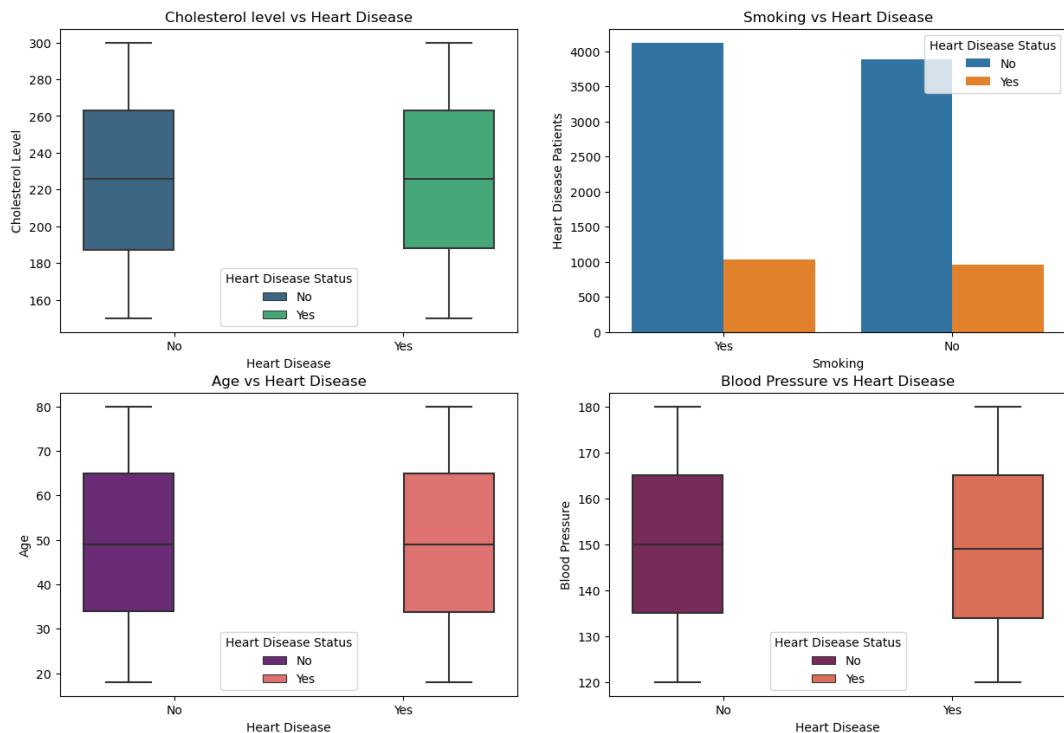 Cholesterol level vs Heart Disease
300
280
260
240
220
200
180
160
Cholesterol Level
Heart Disease Status
No
Yes
No
Yes
Heart Disease
Smoking vs Heart Disease
4000
3500
3000
2500
2000
1500
1000
500
0
Heart Disease Patients
Heart Disease Status
No
Yes
Yes
No
Smoking
Age vs Heart Disease
80
70
60
50
40
30
20
Age
Heart Disease Status
No
Yes
No
Yes
Heart Disease
Blood Pressure vs Heart Disease
180
170
160
150
140
130
120
Blood Pressure
Heart Disease Status
No
Yes
No
Yes
Heart Disease